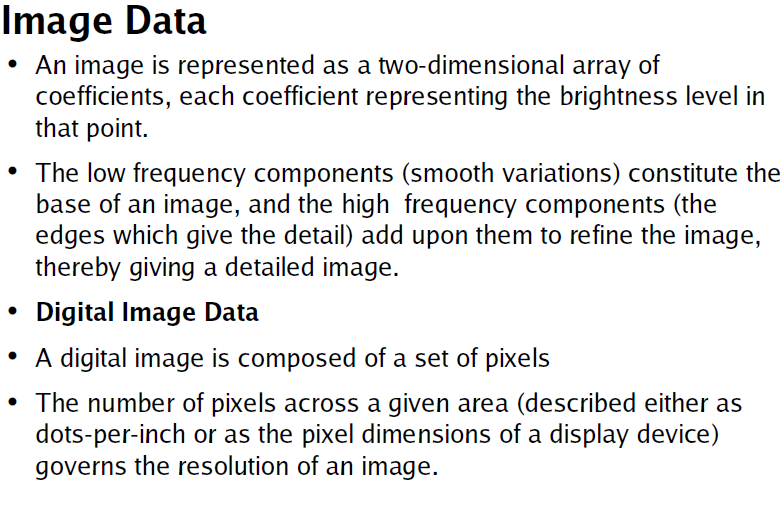 Image Data
• An image is represented as a two-dimensional array of
coefficients, each coefficient representing the brightness level in
that point.
• The low frequency components (smooth variations) constitute the
base of an image, and the high  frequency components (the
edges which give the detail) add upon them to refine the image,
thereby giving a detailed image.
• Digital Image Data
• A digital image is composed of a set of pixels
• The number of pixels across a given area (described either as
dots-per-inch or as the pixel dimensions of a display device)
governs the resolution of an image.